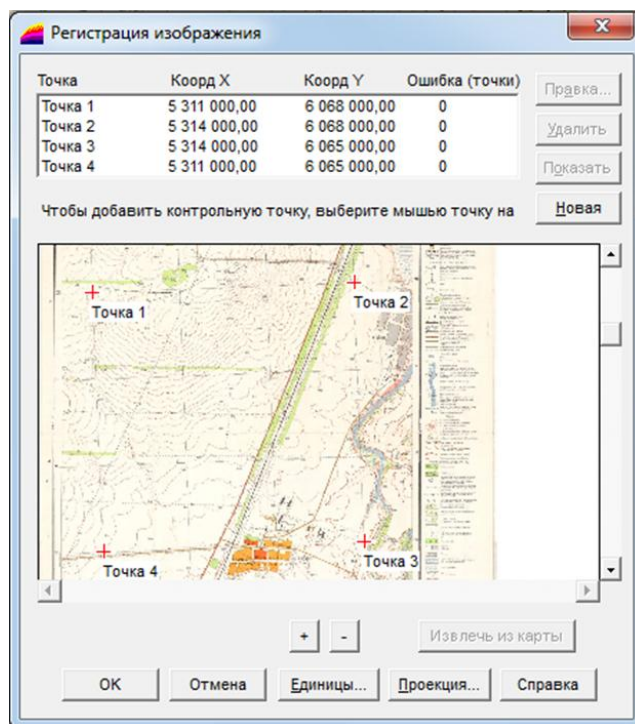 Регистрация изображения
Точка Коорд X Коорд Y Ошибка (точки)
Точка 1 5 311 000,00 6 068 000,00 0
Точка 2 5 314 000,00 6 068 000,00 0
Точка 3 5 314 000,00 6 065 000,00 0
Точка 4 5 311 000,00 6 065 000,00 0
Правка...
Удалить
Показать
Новая
Чтобы добавить контрольную точку, выберите мышью точку на
Точка 1
Точка 2
Точка 3
Точка 4
+ - Извлечь из карты
OK Отмена Единицы... Проекция... Справка